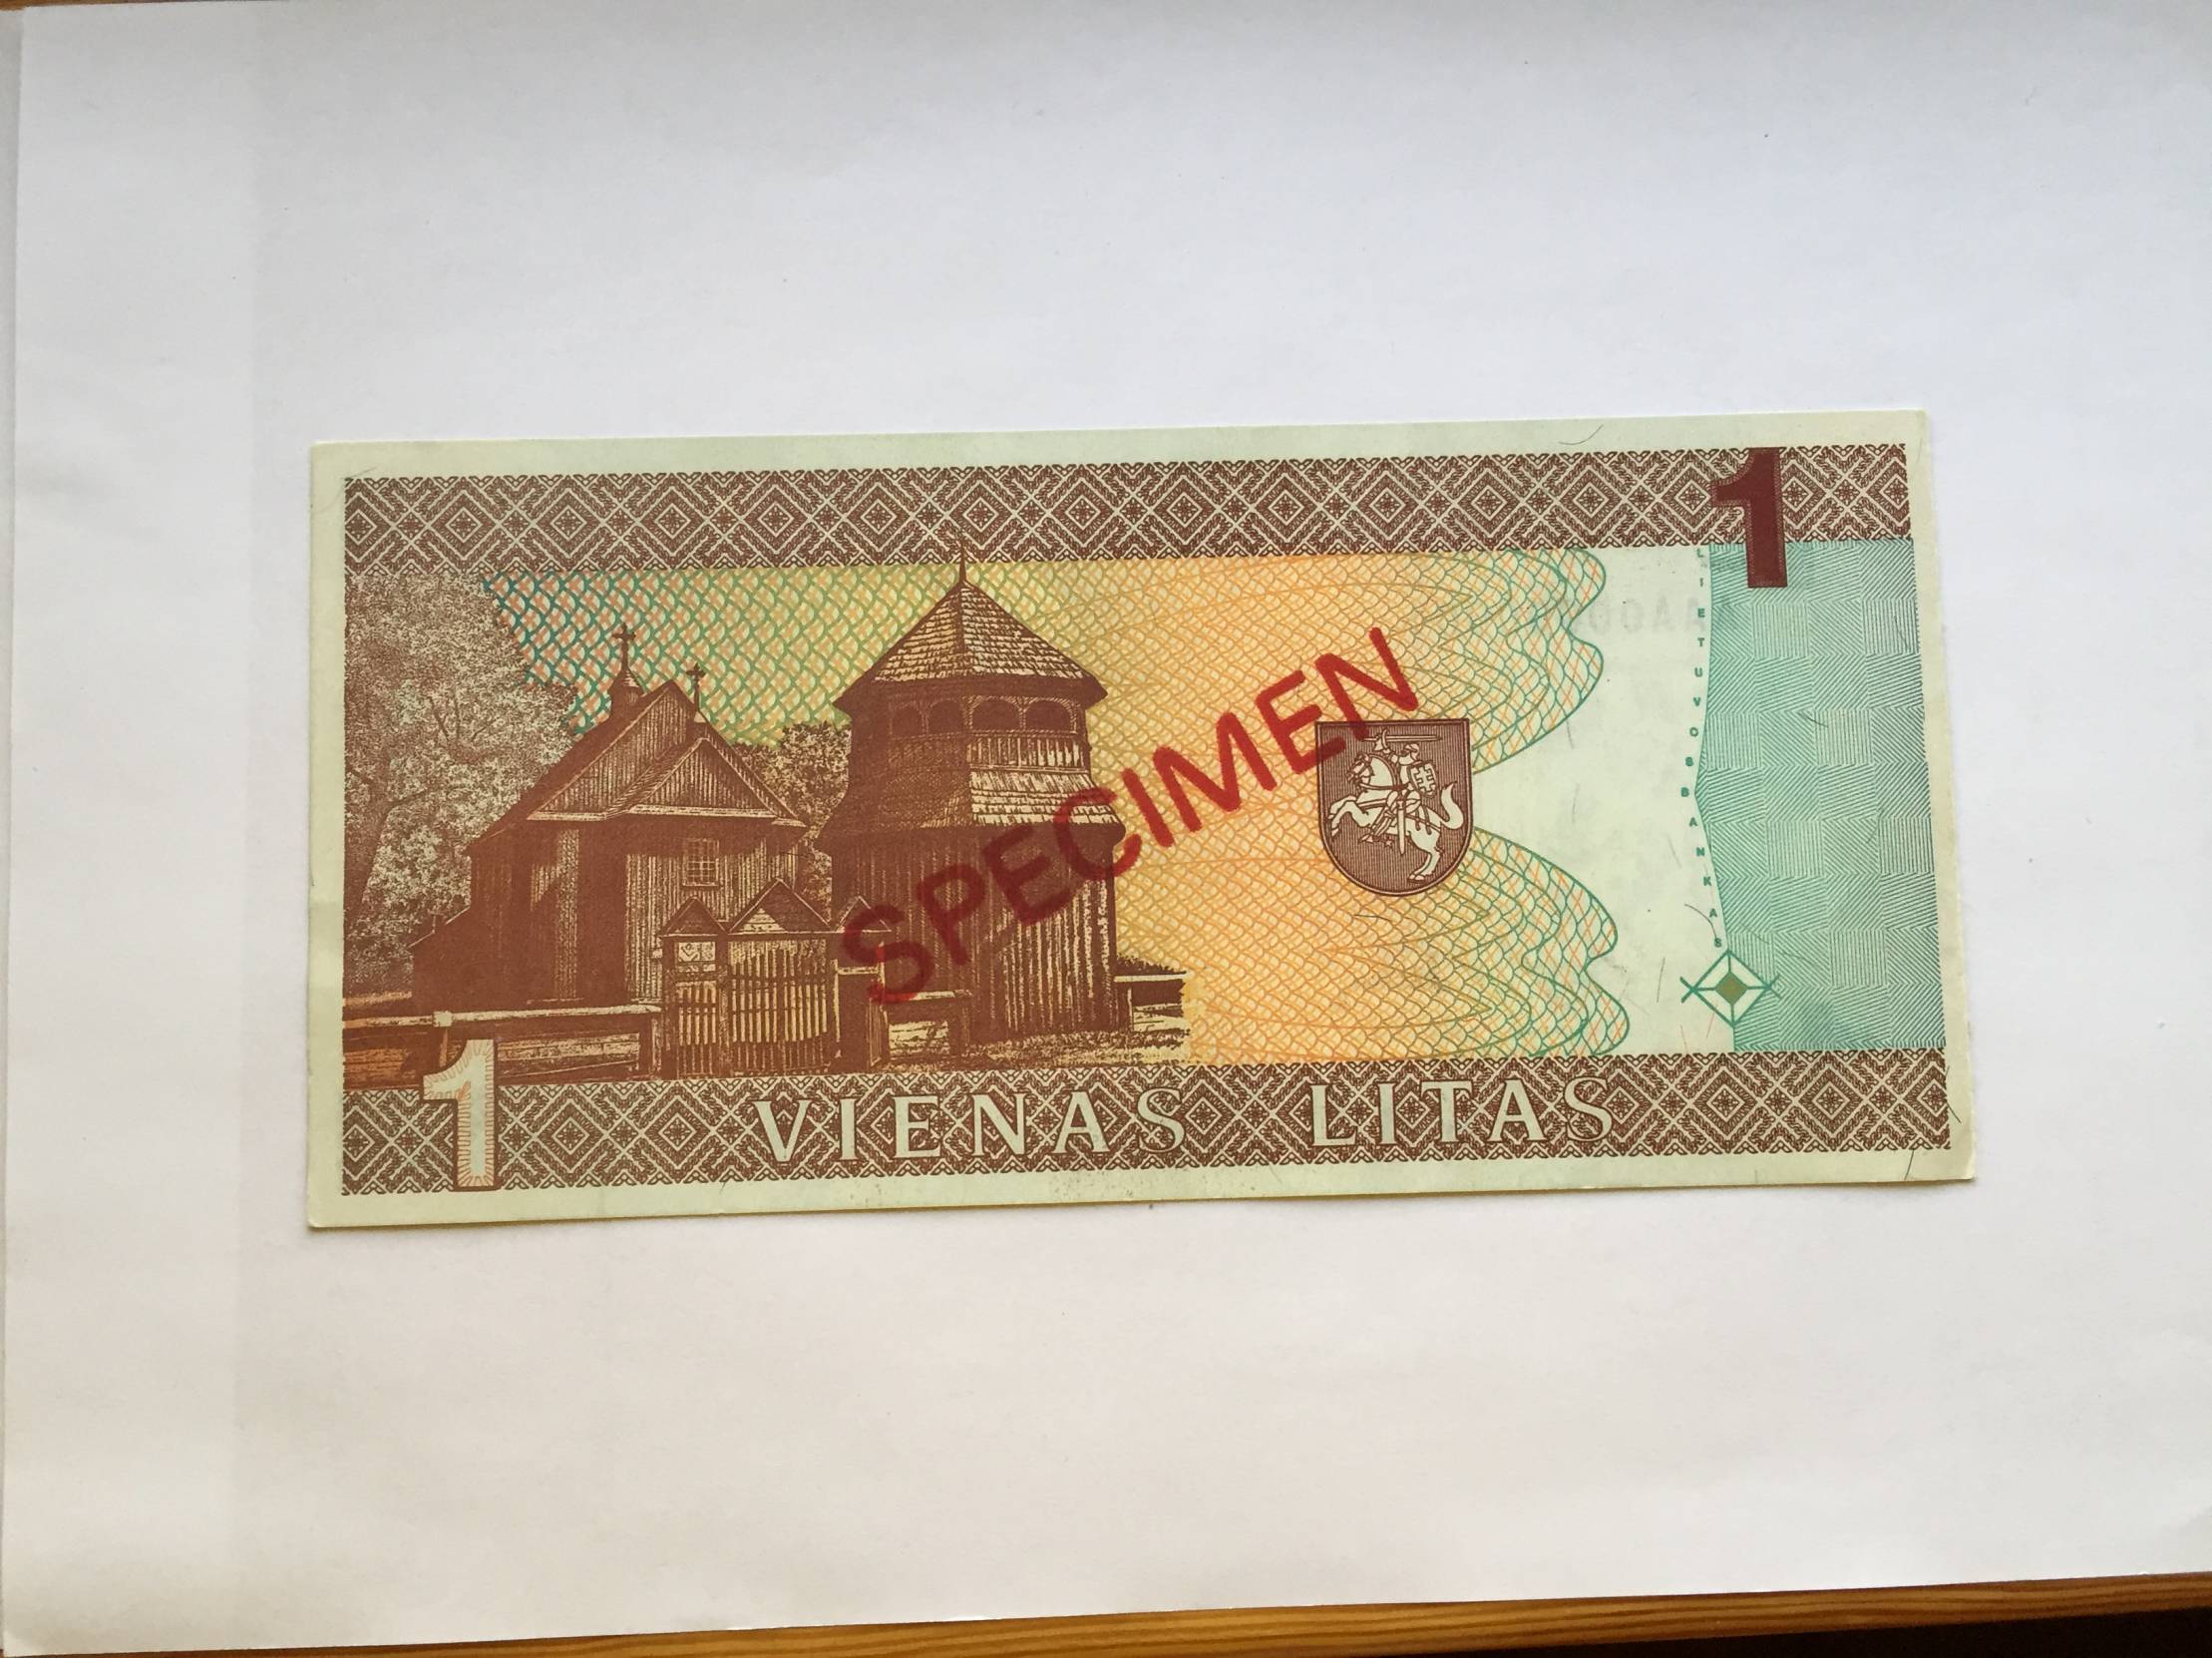 1
LIETUVOS BANKAS
SPECIMEN
1
VIENAS LITAS